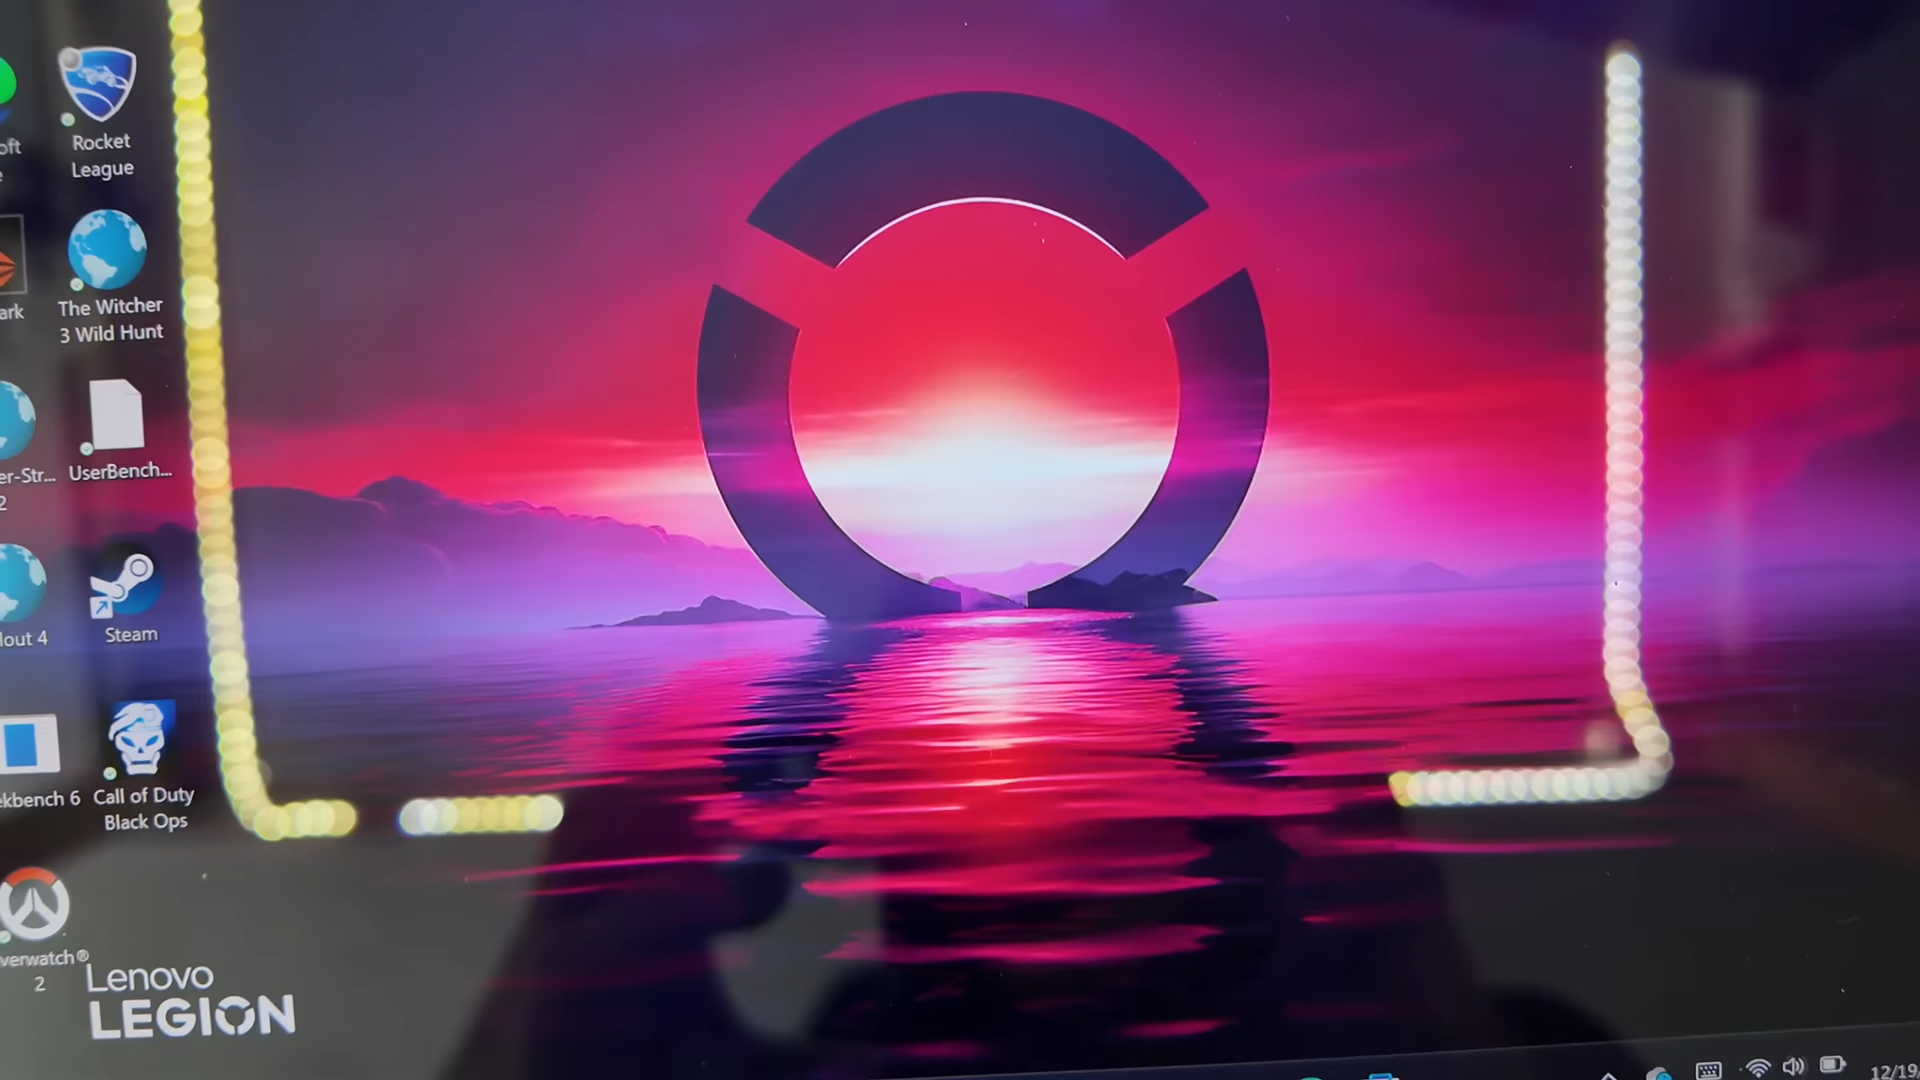 Rocket
League
The Witcher
3 Wild Hunt
UserBench...
Steam
Call of Duty
Black Ops
oft
ark
er-Str...
2
lout 4
kbench 6
verwatch®
2
Lenovo
LEGION
12/19